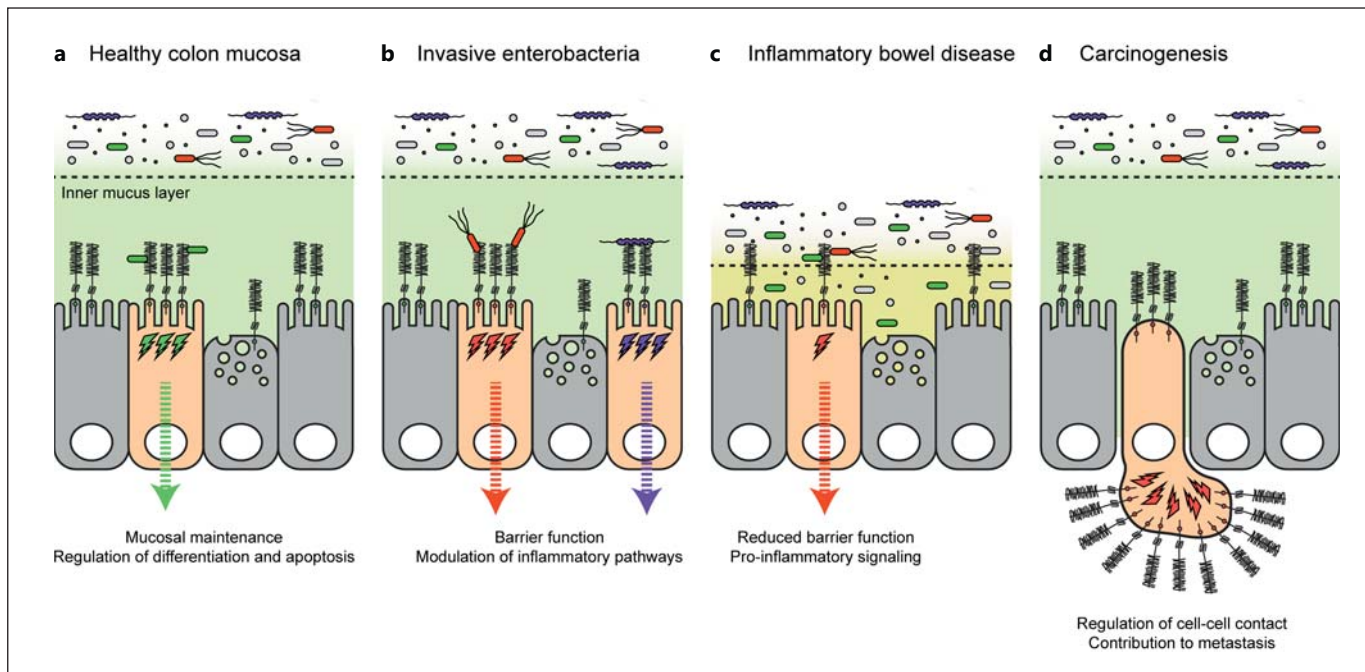 a Healthy colon mucosa
b Invasive enterobacteria
c Inflammatory bowel disease
d Carcinogenesis
Inner mucus layer
Mucosal maintenance
Regulation of differentiation and apoptosis
Barrier function
Modulation of inflammatory pathways
Reduced barrier function
Pro-inflammatory signaling
Regulation of cell-cell contact
Contribution to metastasis